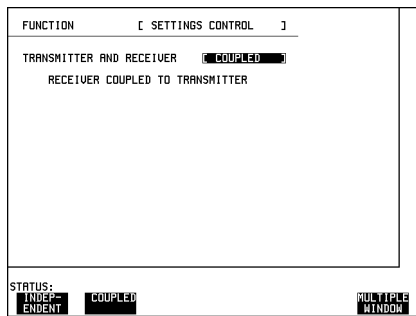 FUNCTION [ SETTINGS CONTROL ]
TRANSMITTER AND RECEIVER [ COUPLED ]
RECEIVER COUPLED TO TRANSMITTER
STATUS:
INDEP-
ENDENT
COUPLED
MULTIPLE
WINDOW